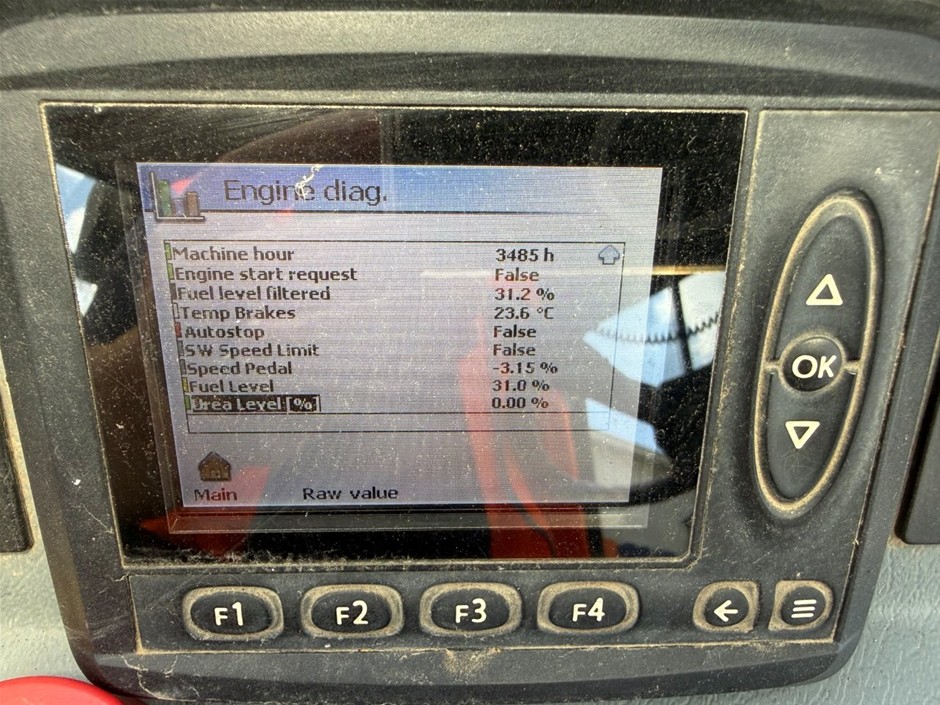 Engine diag.
Machine hour 3485 h
Engine start request False
Fuel level filtered 31.2 %
Temp Brakes 23.6 °C
Autostop False
SW Speed Limit False
Speed Pedal -3.15 %
Fuel Level 31.0 %
Urea Level [%] 0.00 %
Main Raw value
OK
F1 F2 F3 F4